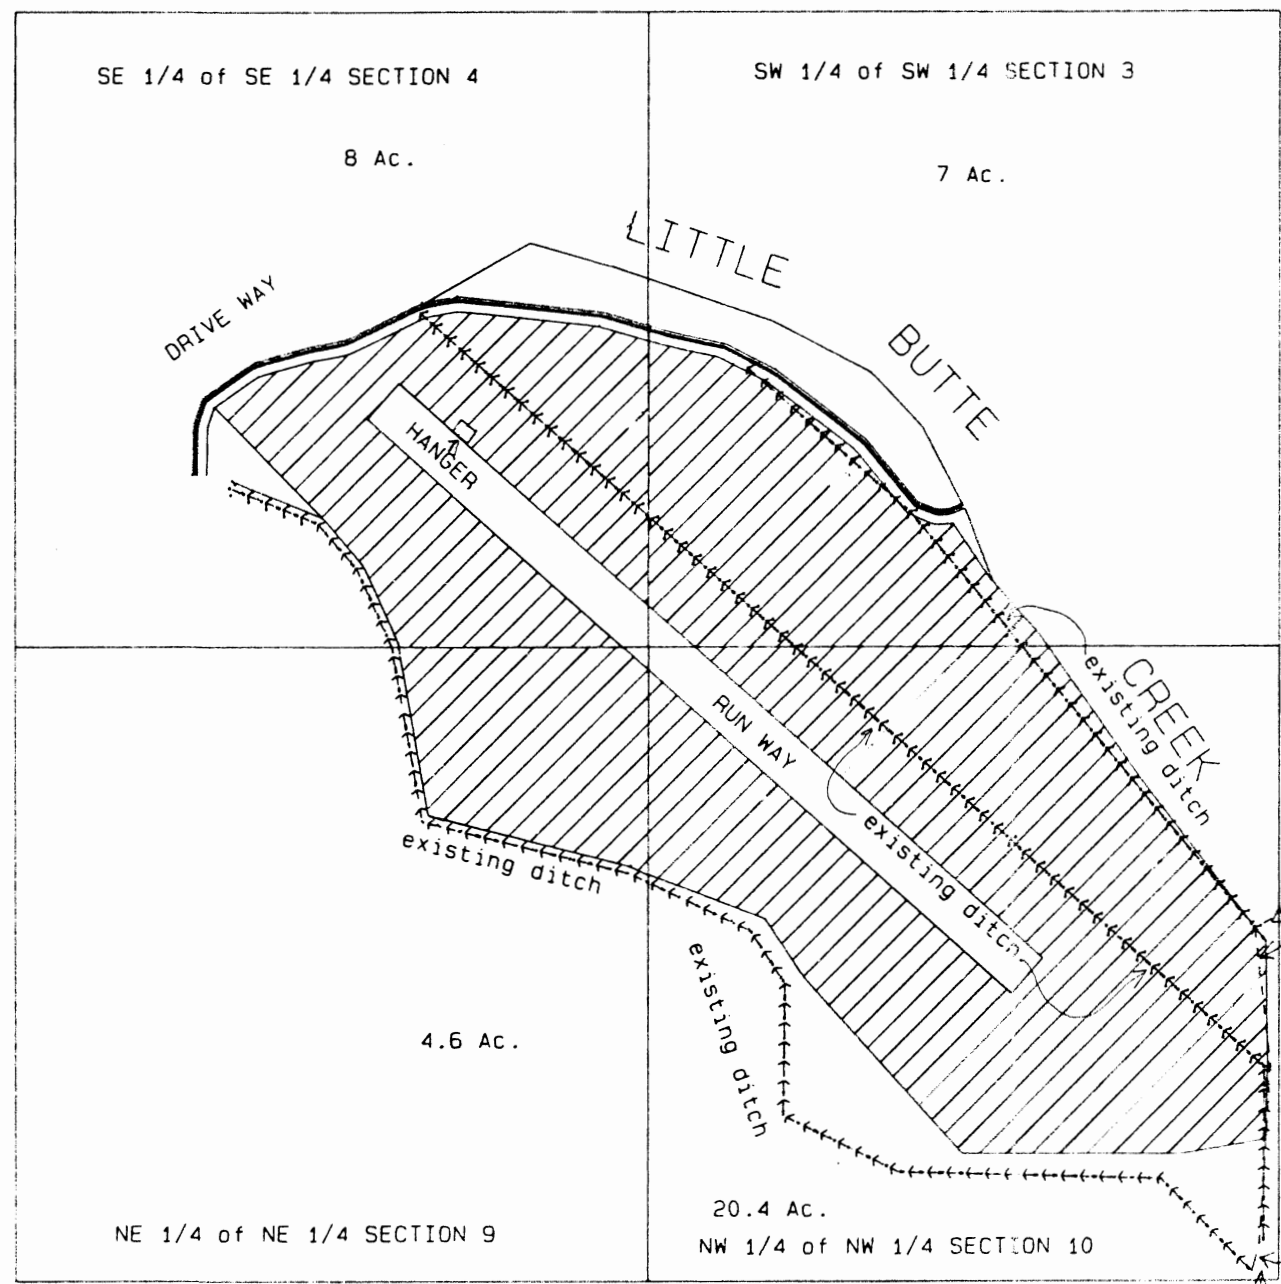 SE 1/4 of SE 1/4 SECTION 4
SW 1/4 of SW 1/4 SECTION 3
8 Ac.
7 Ac.
LITTLE
BUTTE
CREEK
DRIVE WAY
HANGER
RUN WAY
existing ditch
existing ditch
existing ditch
existing ditch
4.6 Ac.
20.4 Ac.
NE 1/4 of NE 1/4 SECTION 9
NW 1/4 of NW 1/4 SECTION 10